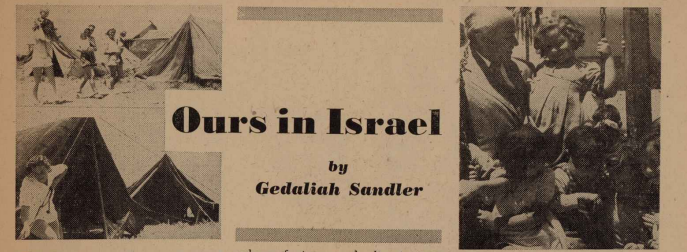 Ours in Israel
by
Gedaliah Sandler